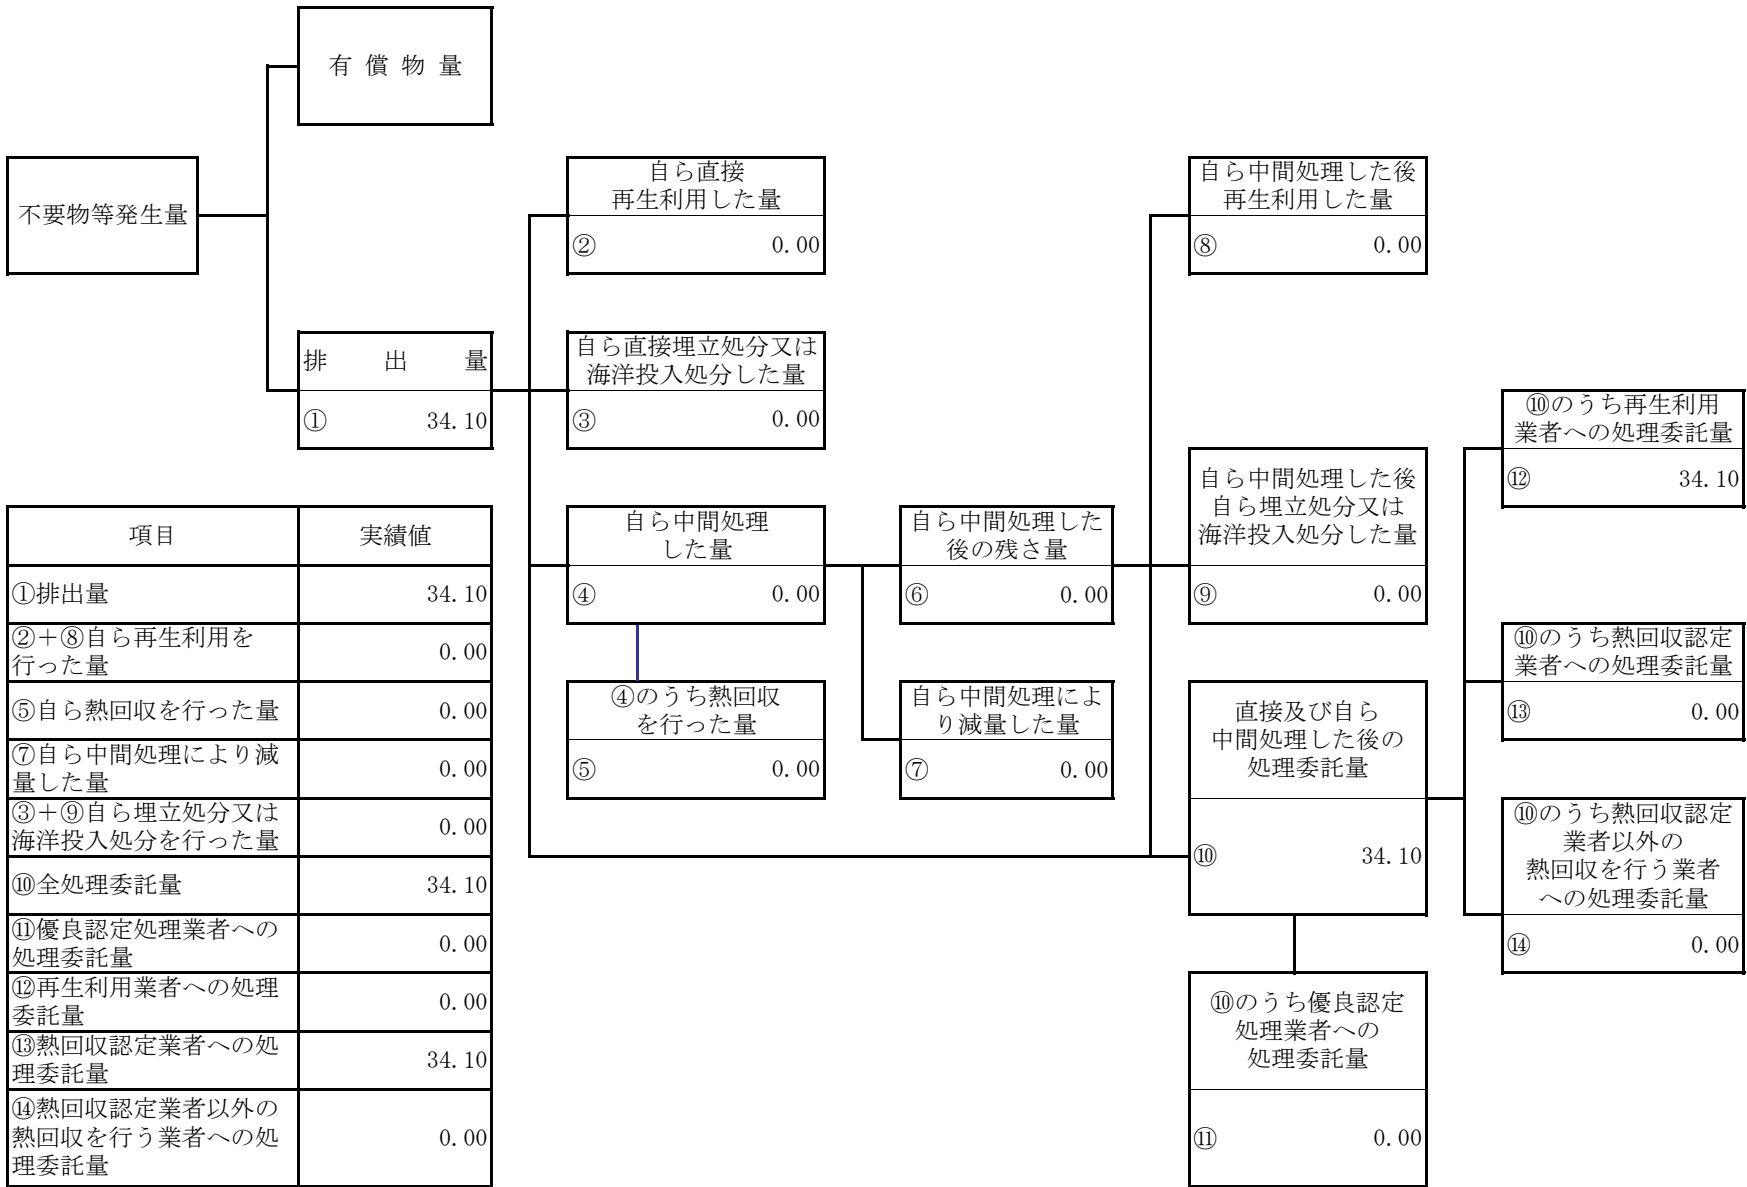 有 償 物 量
不要物等発生量
排 出 量
① 34.10
自ら直接
再生利用した量
② 0.00
自ら直接埋立処分又は
海洋投入処分した量
③ 0.00
自ら中間処理
した量
④ 0.00
④のうち熱回収
を行った量
⑤ 0.00
自ら中間処理した
後の残さ量
⑥ 0.00
自ら中間処理によ
り減量した量
⑦ 0.00
自ら中間処理した後
再生利用した量
⑧ 0.00
自ら中間処理した後
自ら埋立処分又は
海洋投入処分した量
⑨ 0.00
直接及び自ら
中間処理した後の
処理委託量
⑩ 34.10
⑩のうち優良認定
処理業者への
処理委託量
⑪ 0.00
⑩のうち再生利用
業者への処理委託量
⑫ 34.10
⑩のうち熱回収認定
業者への処理委託量
⑬ 0.00
⑩のうち熱回収認定
業者以外の
熱回収を行う業者
への処理委託量
⑭ 0.00
項目 実績値
①排出量 34.10
②＋⑧自ら再生利用を
行った量 0.00
⑤自ら熱回収を行った量 0.00
⑦自ら中間処理により減
量した量 0.00
③＋⑨自ら埋立処分又は
海洋投入処分を行った量 0.00
⑩全処理委託量 34.10
⑪優良認定処理業者への
処理委託量 0.00
⑫再生利用業者への処理
委託量 0.00
⑬熱回収認定業者への処
理委託量 34.10
⑭熱回収認定業者以外の
熱回収を行う業者への処
理委託量 0.00